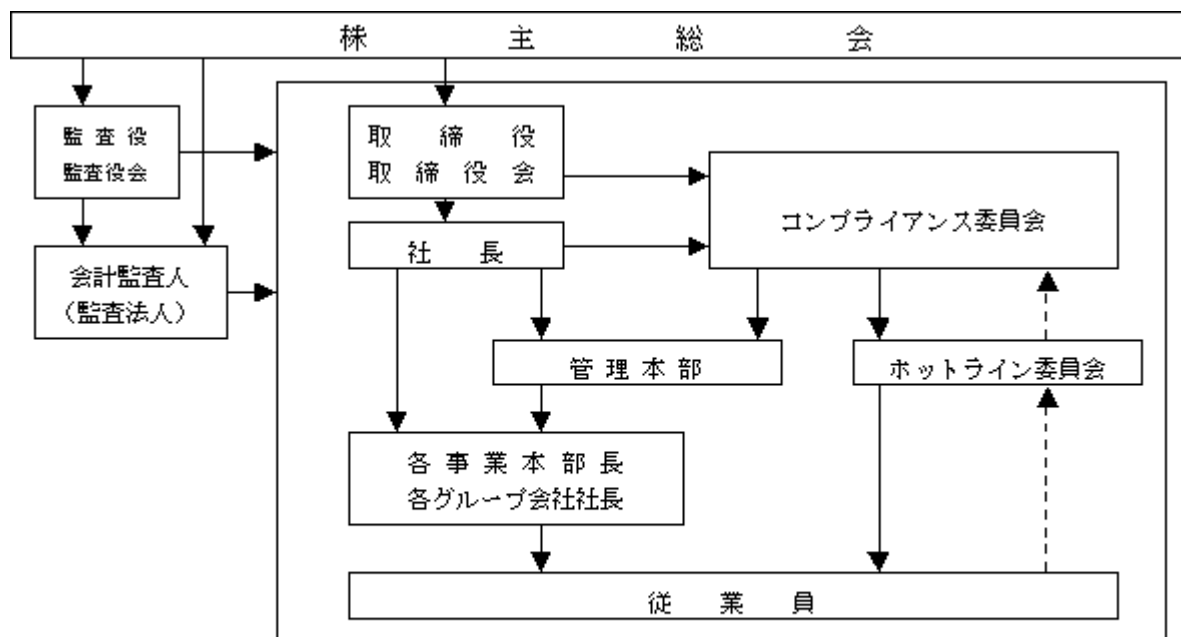 株主総会
監査役
監査役会
取締役
取締役会
コンプライアンス委員会
社長
会計監査人
（監査法人）
管理本部
ホットライン委員会
各事業本部長
各グループ会社社長
従業員